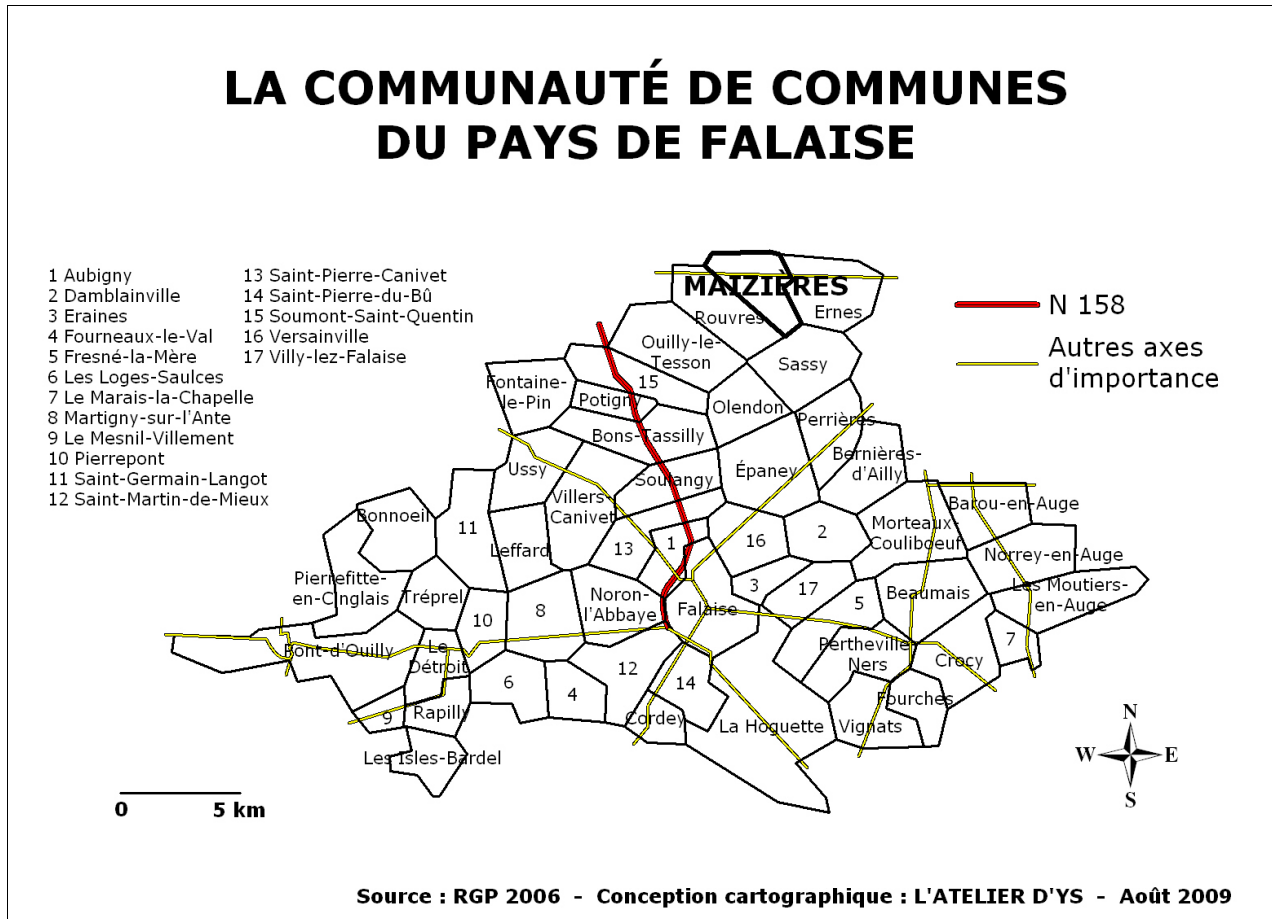 LA COMMUNAUTÉ DE COMMUNES
DU PAYS DE FALAISE
1 Aubigny
2 Damblainville
3 Eraines
4 Fourneaux-le-Val
5 Fresné-la-Mère
6 Les Loges-Saulces
7 Le Marais-la-Chapelle
8 Martigny-sur-l'Ante
9 Le Mesnil-Villement
10 Pierrepont
11 Saint-Germain-Langot
12 Saint-Martin-de-Mieux
13 Saint-Pierre-Canivet
14 Saint-Pierre-du-Bû
15 Soumont-Saint-Quentin
16 Versainville
17 Villy-lez-Falaise
N 158
Autres axes
d'importance
MAIZIÈRES
Rouvres
Ernes
Ouilly-le-
Tesson
Sassy
15
Fontaine-
le-Pin
Potigny
Olendon
Perrières
Bons-Tassilly
Bernières-
d'Ailly
Ussy
Soulangy
Épaney
Villers-
Canivet
Barou-en-Auge
Bonnoeil
11
Morteaux-
Couliboeuf
2
16
1
13
Leffard
Norrey-en-Auge
Pierrefitte-
en-Cinglais
Tréprel
10
8
Noron-
l'Abbaye
Falaise
3
17
5
Beaumais
Les Moutiers-
en-Auge
7
Pont-d'Ouilly
Le
Détroit
Pertheville-
Ners
Crocy
6
4
12
14
Fourches
9
Rapilly
Cordey
La Hoguette
Vignats
Les Isles-Bardel
N
W
E
S
0
5 km
Source : RGP 2006 - Conception cartographique : L'ATELIER D'YS - Août 2009